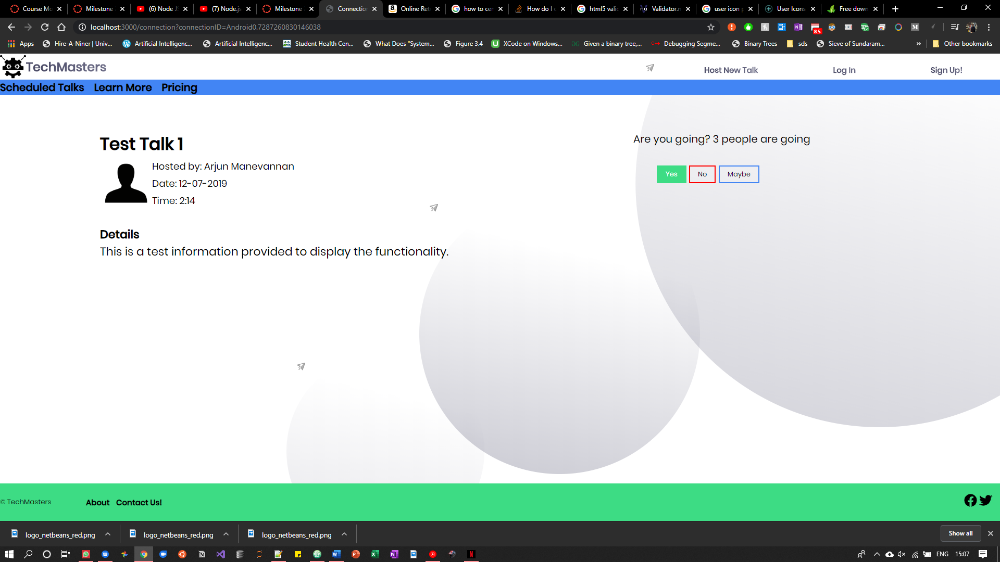 Course Mo
Milestone
(6) Node J
(7) Node.js
Milestone
Connection
Online Ret
how to cen
How do I c
html5 valid
Validator.n
user icon p
User Icons
Free down
localhost:3000/connection?connectionID=Android0.7287260830146038
8.5
Apps
Hire-A-Niner | Univ...
Artificial Intelligenc...
Artificial Intelligenc...
Student Health Cen...
What Does "System...
Figure 3.4
XCode on Windows...
Given a binary tree,...
Debugging Segme...
Binary Trees
sds
Sieve of Sundaram...
»
Other bookmarks
TechMasters
Host New Talk
Log In
Sign Up!
Scheduled Talks
Learn More
Pricing
Test Talk 1
Hosted by: Arjun Manevannan
Date: 12-07-2019
Time: 2:14
Are you going? 3 people are going
Yes
No
Maybe
Details
This is a test information provided to display the functionality.
© TechMasters
About
Contact Us!
logo_netbeans_red.png
logo_netbeans_red.png
logo_netbeans_red.png
Show all
ENG
15:07